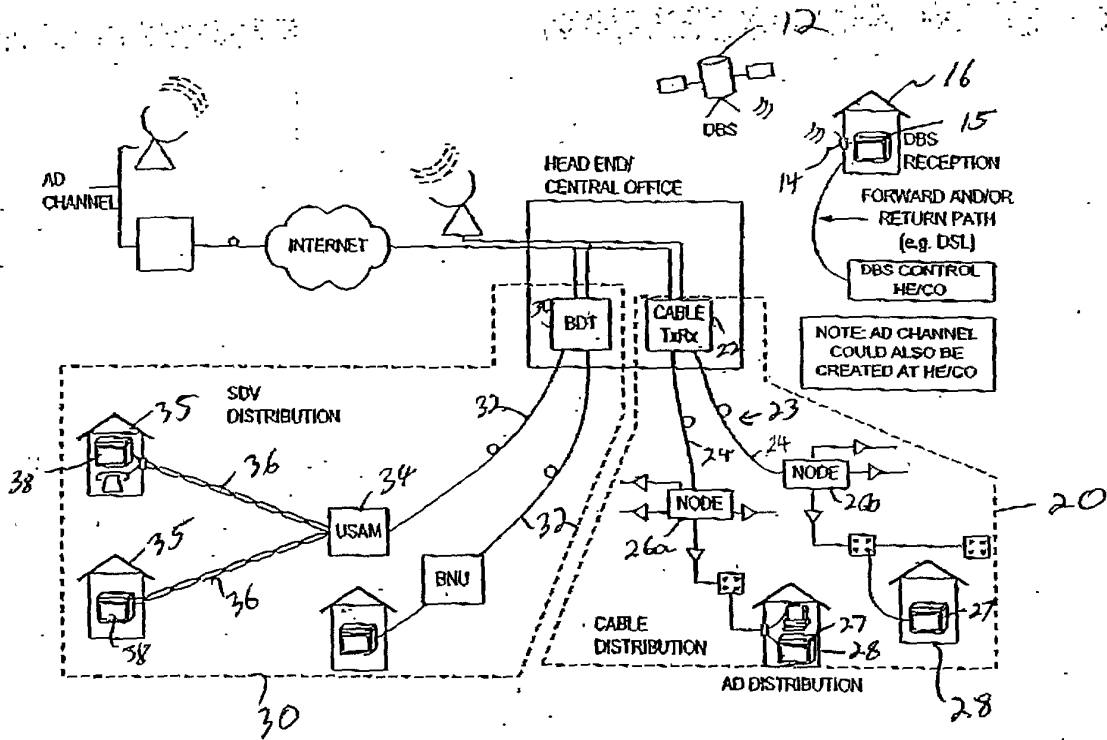 12
DBS
16
15
DBS
RECEPTION
14
FORWARD AND/OR
RETURN PATH
(e.g. DSL)
DBS CONTROL
HE/CO
NOTE: AD CHANNEL
COULD ALSO BE
CREATED AT HE/CO
AD
CHANNEL
INTERNET
HEAD END/
CENTRAL OFFICE
BDT
CABLE
TxRx
22
SDV
DISTRIBUTION
35
38
36
32
34
USAM
35
36
38
32
BNU
30
23
24
24
NODE
26a
NODE
26b
20
CABLE
DISTRIBUTION
27
28
27
28
AD DISTRIBUTION